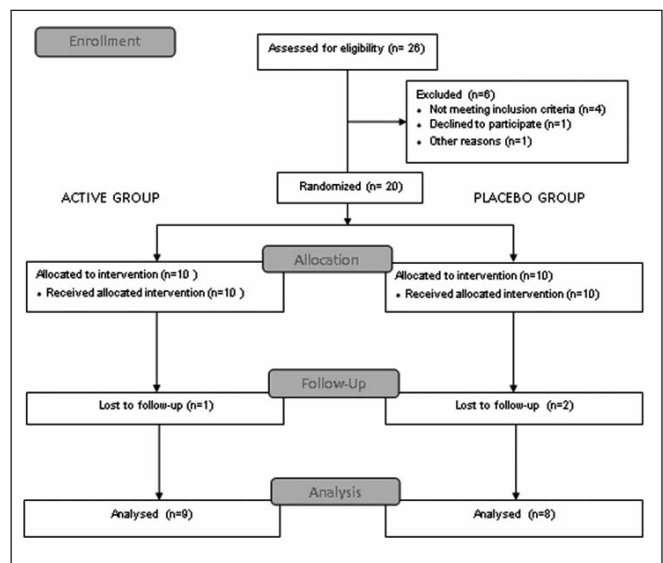 Enrollment
Assessed for eligibility (n= 26)
Excluded (n=6)
• Not meeting inclusion criteria (n=4)
• Declined to participate (n=1)
• Other reasons (n=1)
Randomized (n= 20)
ACTIVE GROUP
PLACEBO GROUP
Allocation
Allocated to intervention (n=10 )
• Received allocated intervention (n=10 )
Allocated to intervention (n=10)
• Received allocated intervention (n=10)
Follow-Up
Lost to follow-up (n=1)
Lost to follow-up (n=2)
Analysis
Analysed (n=9)
Analysed (n=8)